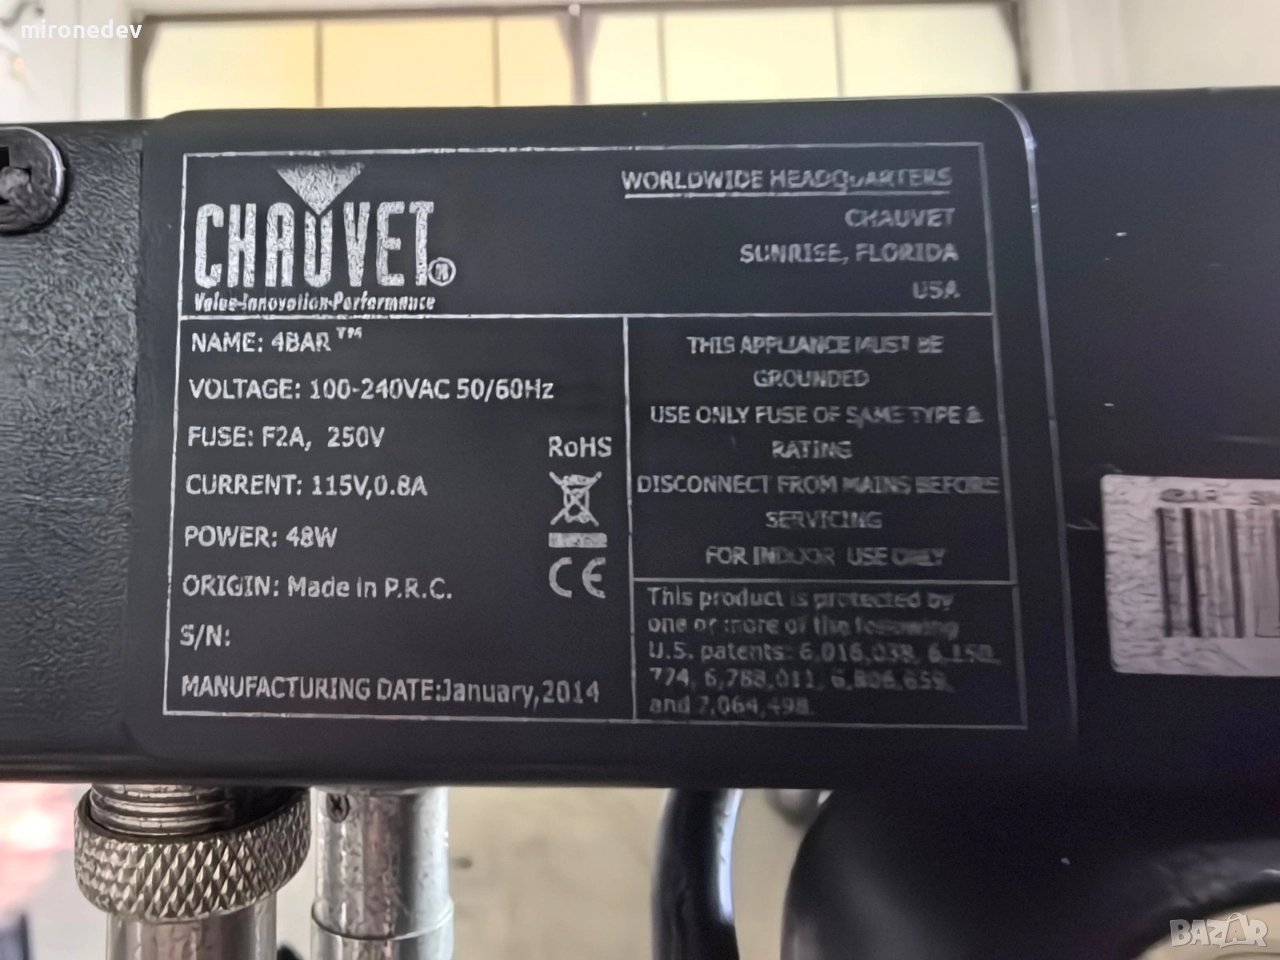 mironedev
CHAUVET®
Value-Innovation-Performance
WORLDWIDE HEADQUARTERS
CHAUVET
SUNRISE, FLORIDA
USA
NAME: 4BAR™
VOLTAGE: 100-240VAC 50/60Hz
FUSE: F2A, 250V
CURRENT: 115V,0.8A
POWER: 48W
ORIGIN: Made in P.R.C.
S/N:
MANUFACTURING DATE:January,2014
RoHS
CE
THIS APPLIANCE MUST BE
GROUNDED
USE ONLY FUSE OF SAME TYPE &
RATING
DISCONNECT FROM MAINS BEFORE
SERVICING
FOR INDOOR USE ONLY
This product is protected by
one or more of the following
U.S. patents: 6,016,038, 6,150,
774, 6,788,011, 6,806,659,
and 7,064,498.
BAZAR